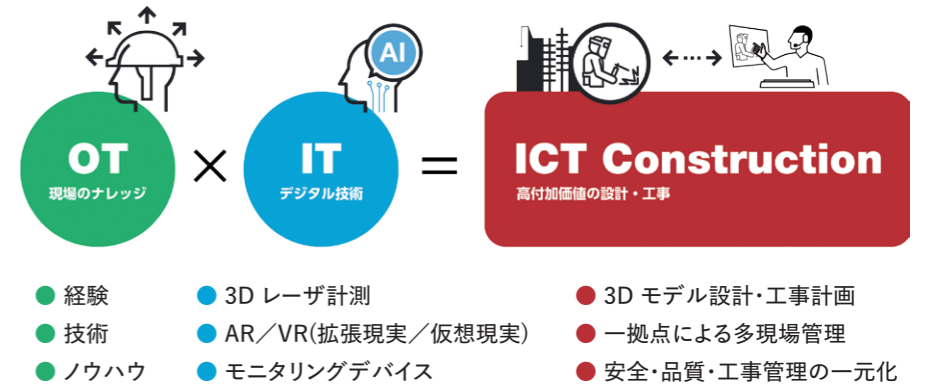 AI
OT
現場のナレッジ
×
IT
デジタル技術
=
ICT Construction
高付加価値の設計・工事
● 経験
● 技術
● ノウハウ
● 3D レーザ計測
● AR／VR(拡張現実／仮想現実)
● モニタリングデバイス
● 3D モデル設計・工事計画
● 一拠点による多現場管理
● 安全・品質・工事管理の一元化